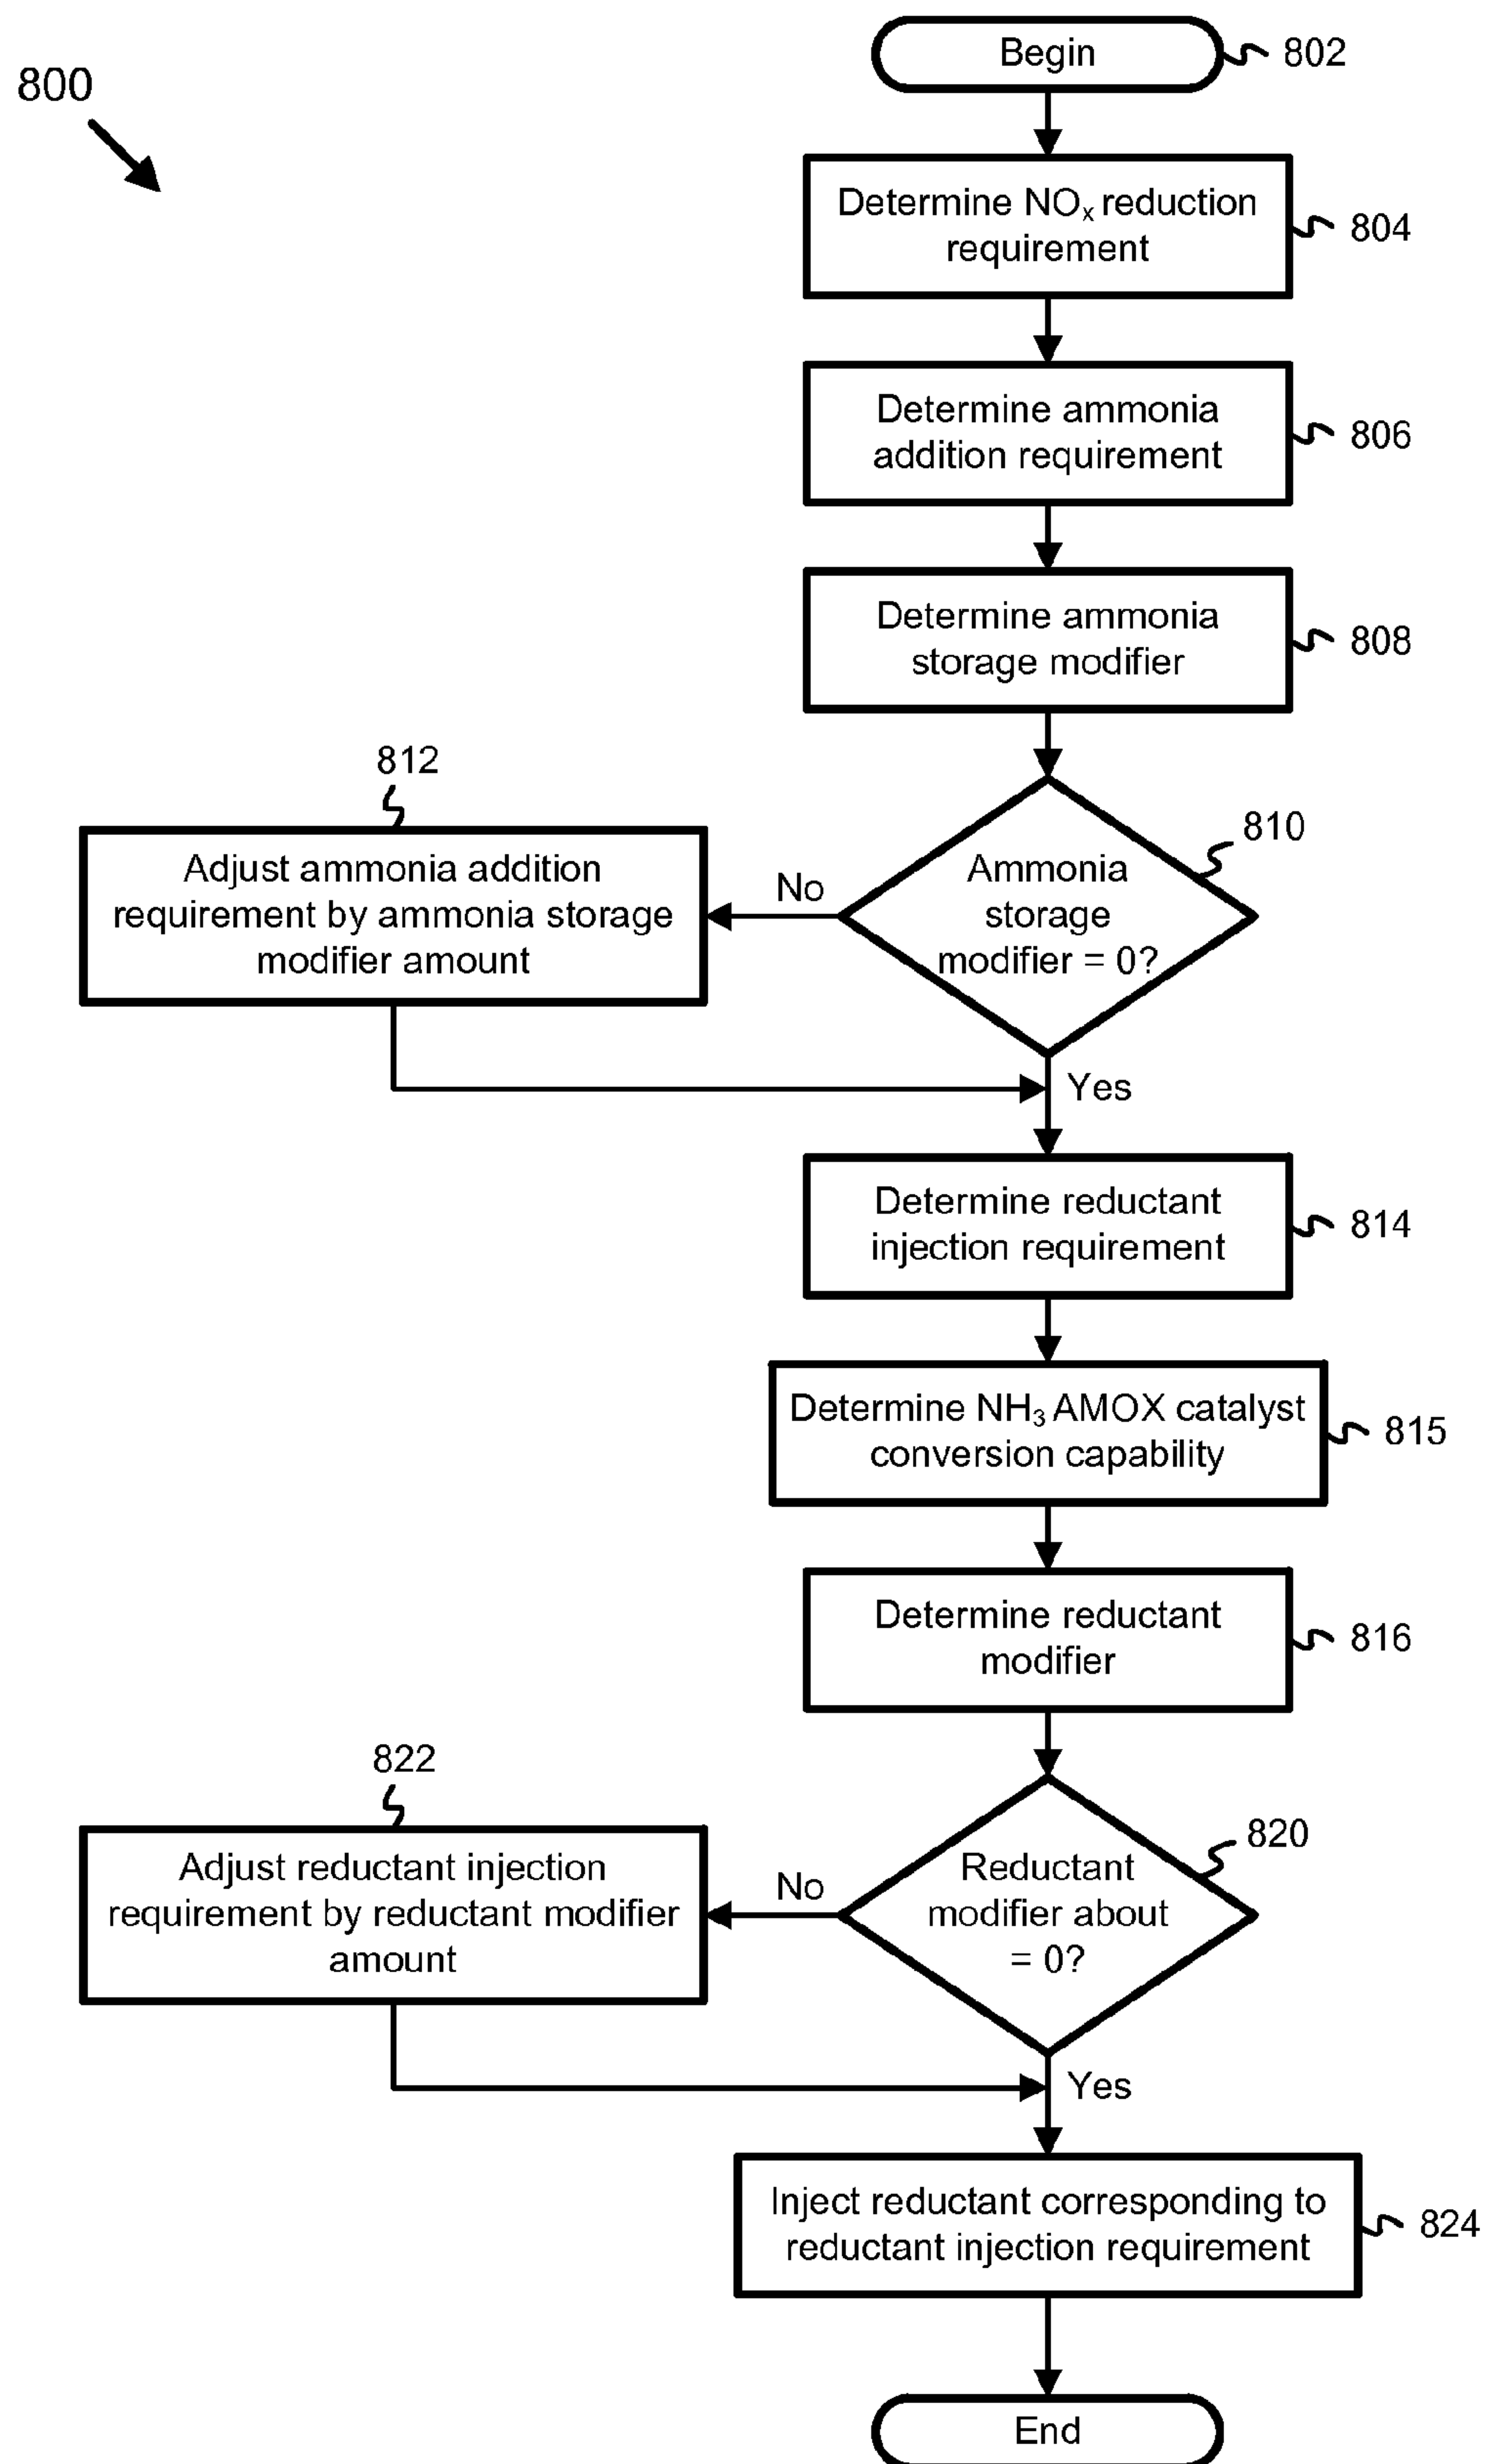 800
Begin
802
Determine NOx reduction
requirement
804
Determine ammonia
addition requirement
806
Determine ammonia
storage modifier
808
810
Ammonia
storage
modifier = 0?
No
812
Adjust ammonia addition
requirement by ammonia storage
modifier amount
Yes
Determine reductant
injection requirement
814
Determine NH3 AMOX catalyst
conversion capability
815
Determine reductant
modifier
816
820
Reductant
modifier about
= 0?
No
822
Adjust reductant injection
requirement by reductant modifier
amount
Yes
Inject reductant corresponding to
reductant injection requirement
824
End